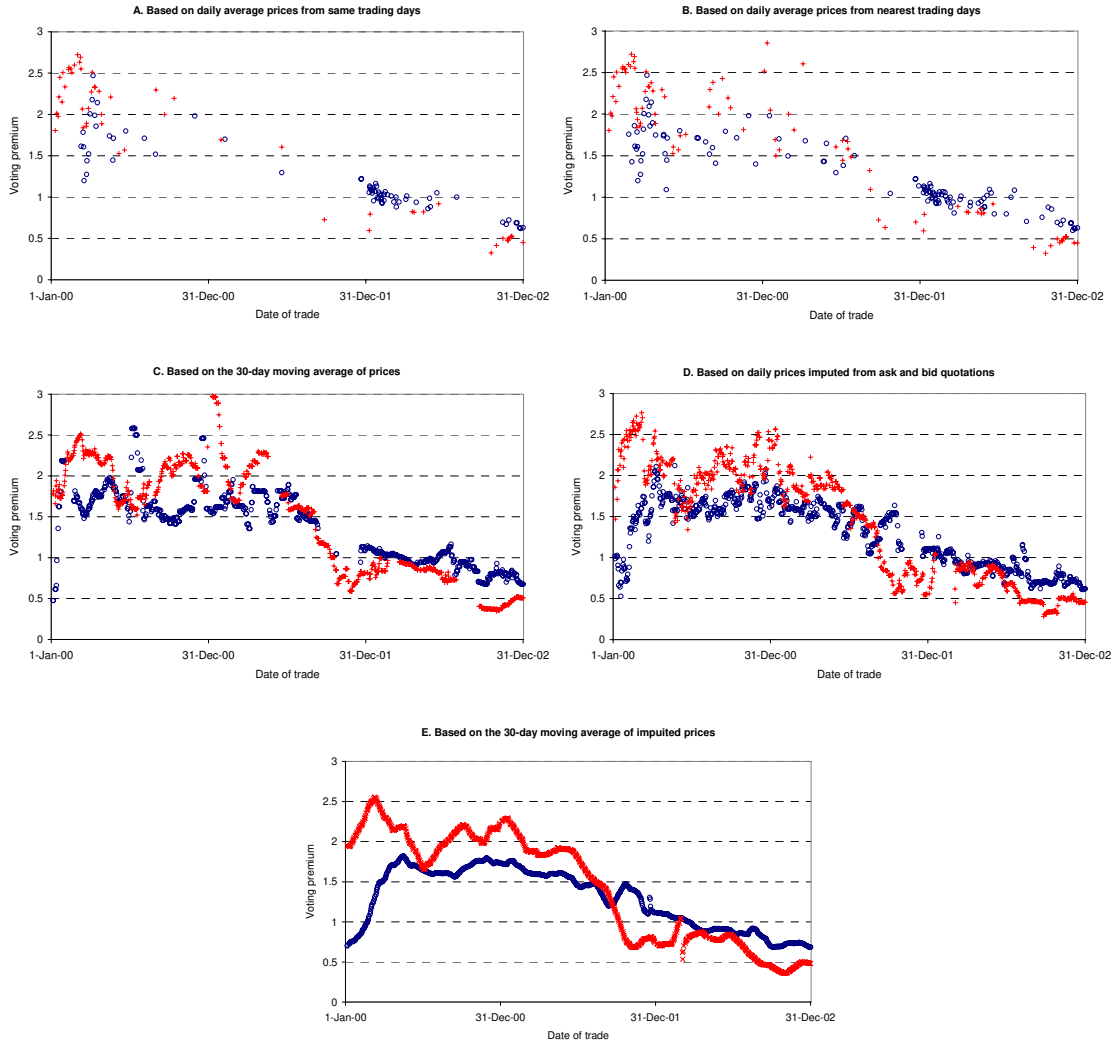 A. Based on daily average prices from same trading days
3
2.5
2
1.5
1
0.5
0
Voting premium
1-Jan-00 31-Dec-00 31-Dec-01 31-Dec-02
Date of trade
B. Based on daily average prices from nearest trading days
3
2.5
2
1.5
1
0.5
0
Voting premium
1-Jan-00 31-Dec-00 31-Dec-01 31-Dec-02
Date of trade
C. Based on the 30-day moving average of prices
3
2.5
2
1.5
1
0.5
0
Voting premium
1-Jan-00 31-Dec-00 31-Dec-01 31-Dec-02
Date of trade
D. Based on daily prices imputed from ask and bid quotations
3
2.5
2
1.5
1
0.5
0
Voting premium
1-Jan-00 31-Dec-00 31-Dec-01 31-Dec-02
Date of trade
E. Based on the 30-day moving average of impuited prices
3
2.5
2
1.5
1
0.5
0
Voting premium
1-Jan-00 31-Dec-00 31-Dec-01 31-Dec-02
Date of trade